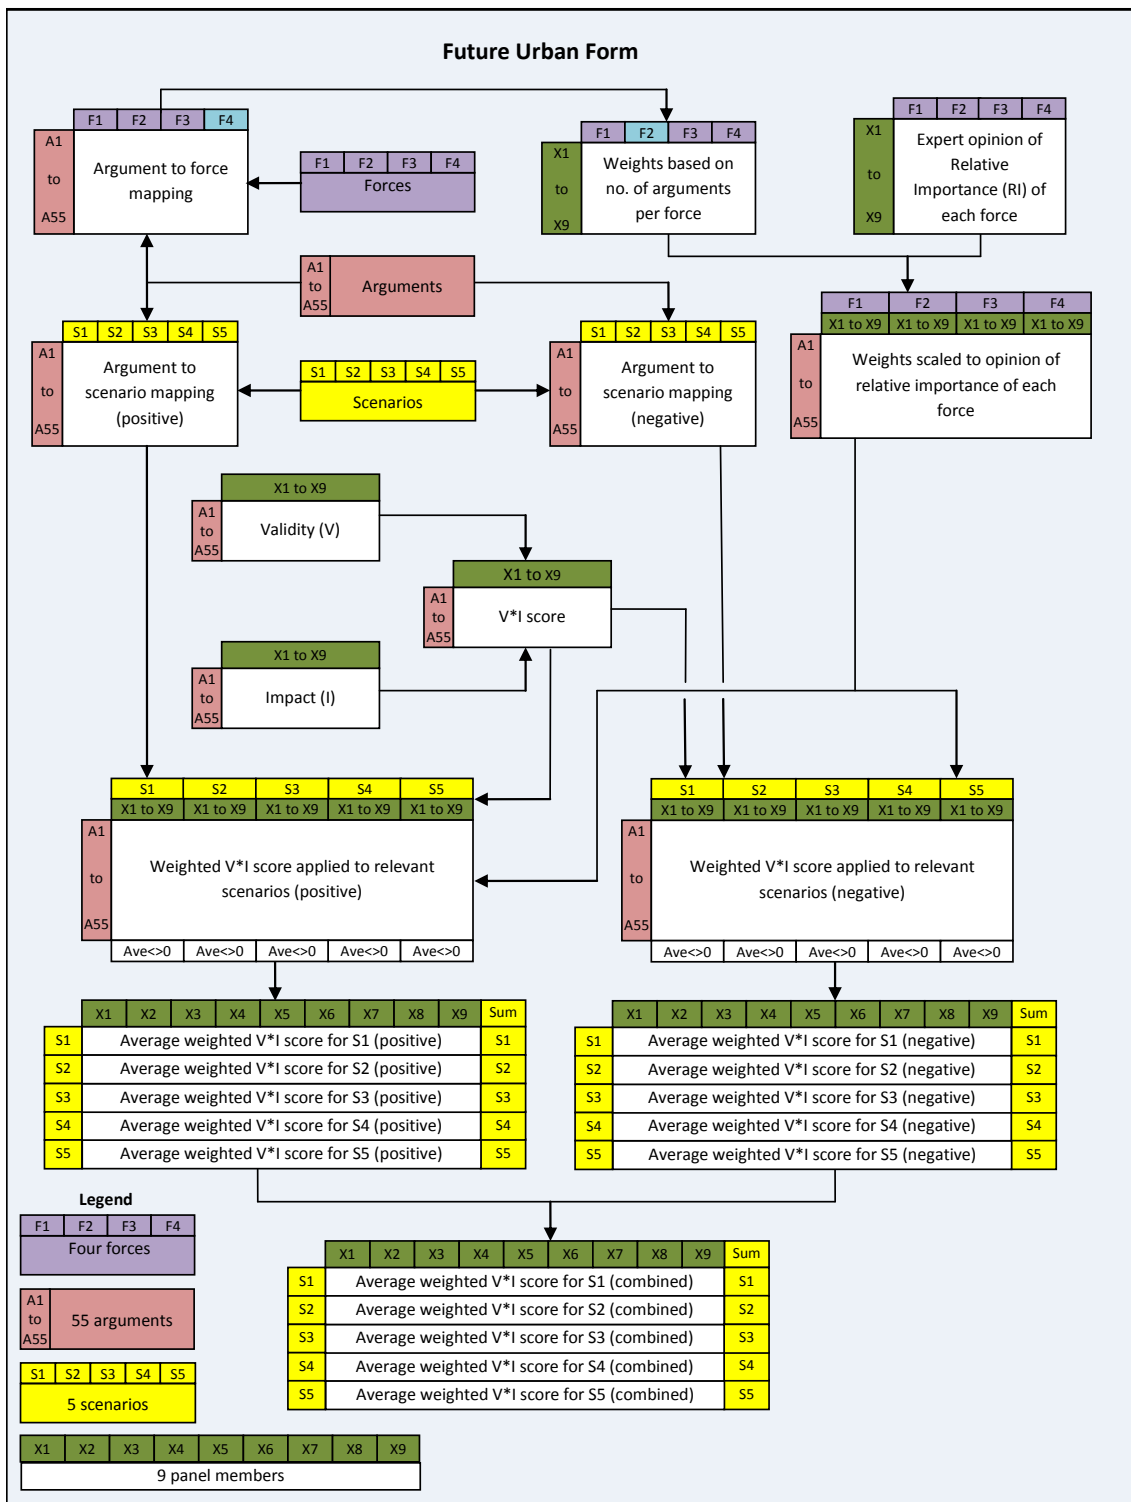 Future Urban Form
F1 F2 F3 F4
A1
to
A55
Argument to force
mapping
F1 F2 F3 F4
Forces
F1 F2 F3 F4
X1
to
X9
Weights based on
no. of arguments
per force
F1 F2 F3 F4
X1
to
X9
Expert opinion of
Relative
Importance (RI) of
each force
A1
to
A55
Arguments
S1 S2 S3 S4 S5
A1
to
A55
Argument to
scenario mapping
(positive)
S1 S2 S3 S4 S5
Scenarios
S1 S2 S3 S4 S5
A1
to
A55
Argument to
scenario mapping
(negative)
F1 F2 F3 F4
X1 to X9 X1 to X9 X1 to X9 X1 to X9
A1
to
A55
Weights scaled to opinion of
relative importance of each
force
X1 to X9
A1
to
A55
Validity (V)
X1 to X9
A1
to
A55
V*I score
X1 to X9
A1
to
A55
Impact (I)
S1 S2 S3 S4 S5
X1 to X9 X1 to X9 X1 to X9 X1 to X9 X1 to X9
A1
to
A55
Weighted V*I score applied to relevant
scenarios (positive)
Ave<>0 Ave<>0 Ave<>0 Ave<>0 Ave<>0
S1 S2 S3 S4 S5
X1 to X9 X1 to X9 X1 to X9 X1 to X9 X1 to X9
A1
to
A55
Weighted V*I score applied to relevant
scenarios (negative)
Ave<>0 Ave<>0 Ave<>0 Ave<>0 Ave<>0
X1 X2 X3 X4 X5 X6 X7 X8 X9 Sum
S1 Average weighted V*I score for S1 (positive) S1
S2 Average weighted V*I score for S2 (positive) S2
S3 Average weighted V*I score for S3 (positive) S3
S4 Average weighted V*I score for S4 (positive) S4
S5 Average weighted V*I score for S5 (positive) S5
X1 X2 X3 X4 X5 X6 X7 X8 X9 Sum
S1 Average weighted V*I score for S1 (negative) S1
S2 Average weighted V*I score for S2 (negative) S2
S3 Average weighted V*I score for S3 (negative) S3
S4 Average weighted V*I score for S4 (negative) S4
S5 Average weighted V*I score for S5 (negative) S5
X1 X2 X3 X4 X5 X6 X7 X8 X9 Sum
S1 Average weighted V*I score for S1 (combined) S1
S2 Average weighted V*I score for S2 (combined) S2
S3 Average weighted V*I score for S3 (combined) S3
S4 Average weighted V*I score for S4 (combined) S4
S5 Average weighted V*I score for S5 (combined) S5
Legend
F1 F2 F3 F4
Four forces
A1
to
A55
55 arguments
S1 S2 S3 S4 S5
5 scenarios
X1 X2 X3 X4 X5 X6 X7 X8 X9
9 panel members